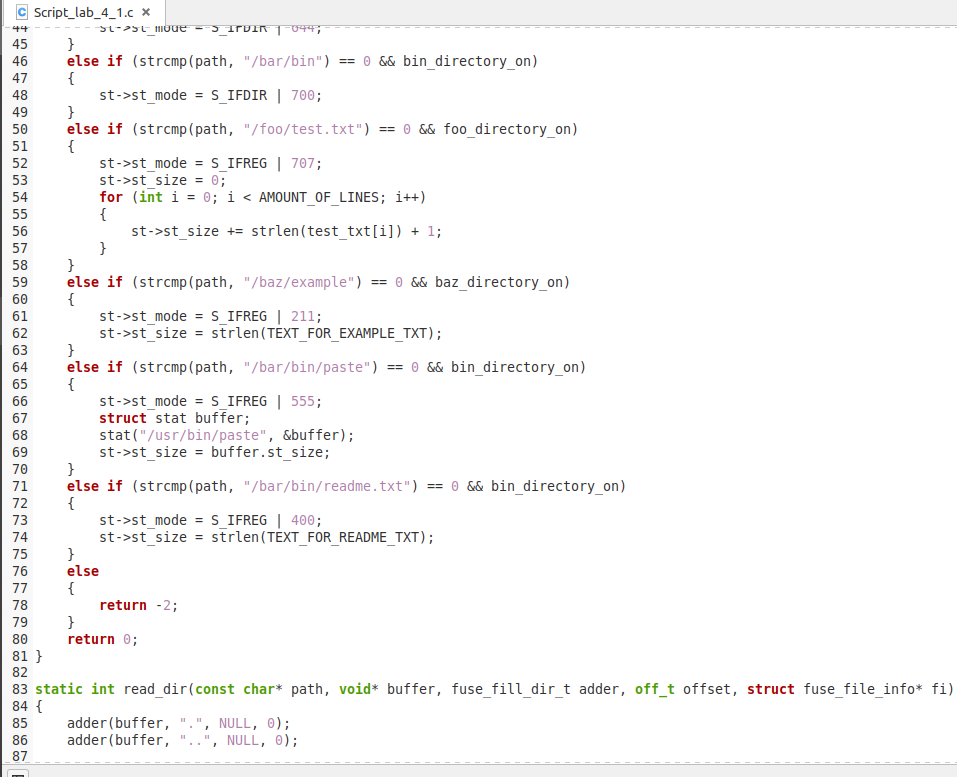 Script_lab_4_1.c ×
44 st->st_mode = S_IFDIR | 644;
45 }
46 else if (strcmp(path, "/bar/bin") == 0 && bin_directory_on)
47 {
48 st->st_mode = S_IFDIR | 700;
49 }
50 else if (strcmp(path, "/foo/test.txt") == 0 && foo_directory_on)
51 {
52 st->st_mode = S_IFREG | 707;
53 st->st_size = 0;
54 for (int i = 0; i < AMOUNT_OF_LINES; i++)
55 {
56 st->st_size += strlen(test_txt[i]) + 1;
57 }
58 }
59 else if (strcmp(path, "/baz/example") == 0 && baz_directory_on)
60 {
61 st->st_mode = S_IFREG | 211;
62 st->st_size = strlen(TEXT_FOR_EXAMPLE_TXT);
63 }
64 else if (strcmp(path, "/bar/bin/paste") == 0 && bin_directory_on)
65 {
66 st->st_mode = S_IFREG | 555;
67 struct stat buffer;
68 stat("/usr/bin/paste", &buffer);
69 st->st_size = buffer.st_size;
70 }
71 else if (strcmp(path, "/bar/bin/readme.txt") == 0 && bin_directory_on)
72 {
73 st->st_mode = S_IFREG | 400;
74 st->st_size = strlen(TEXT_FOR_README_TXT);
75 }
76 else
77 {
78 return -2;
79 }
80 return 0;
81 }
82
83 static int read_dir(const char* path, void* buffer, fuse_fill_dir_t adder, off_t offset, struct fuse_file_info* fi)
84 {
85 adder(buffer, ".", NULL, 0);
86 adder(buffer, "..", NULL, 0);
87